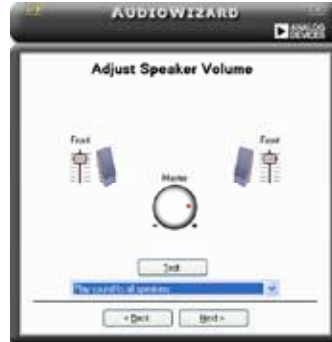 AUDIOWIZARD
ANALOG
DEVICES
Adjust Speaker Volume
Front
Front
Master
- +
Test
Play sound to all speakers
< Back
Next >